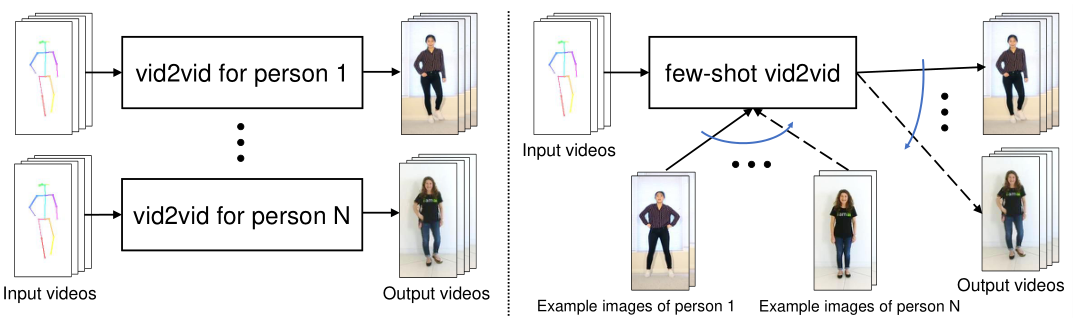 vid2vid for person 1
vid2vid for person N
Input videos
Output videos
few-shot vid2vid
Input videos
Example images of person 1
Example images of person N
Output videos